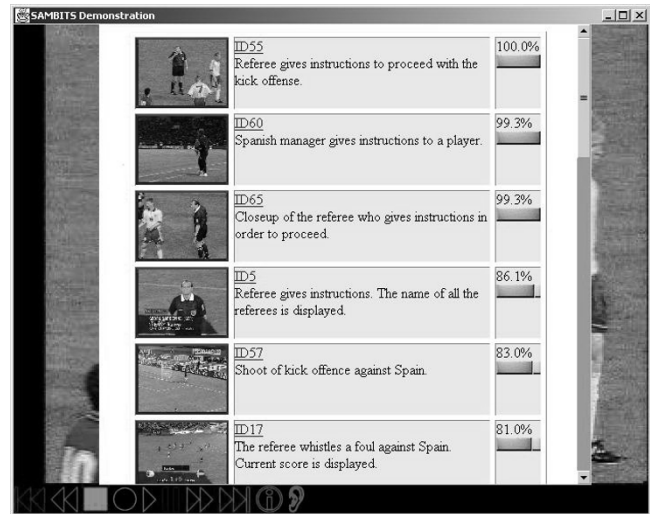 SAMBITS Demonstration
ID55
100.0%
Referee gives instructions to proceed with the
kick offense.
ID60
99.3%
Spanish manager gives instructions to a player.
ID65
99.3%
Closeup of the referee who gives instructions in
order to proceed.
ID5
86.1%
Referee gives instructions. The name of all the
referees is displayed.
ID57
83.0%
Shoot of kick offence against Spain.
ID17
81.0%
The referee whistles a foul against Spain.
Current score is displayed.